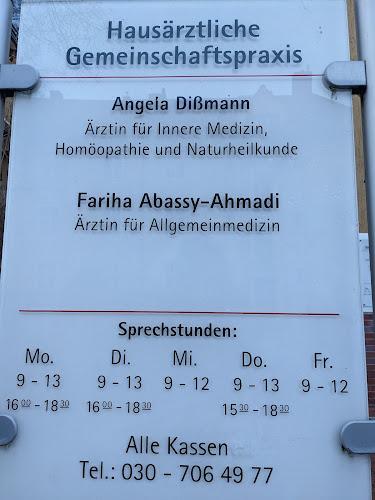 Hausärztliche
Gemeinschaftspraxis
Angela Dißmann
Ärztin für Innere Medizin,
Homöopathie und Naturheilkunde
Fariha Abassy-Ahmadi
Ärztin für Allgemeinmedizin
Sprechstunden:
Mo. Di. Mi. Do. Fr.
9 - 13 9 - 13 9 - 12 9 - 13 9 - 12
16 00 - 18 30 16 00 - 18 30 15 30 - 18 30
Alle Kassen
Tel.: 030 - 706 49 77